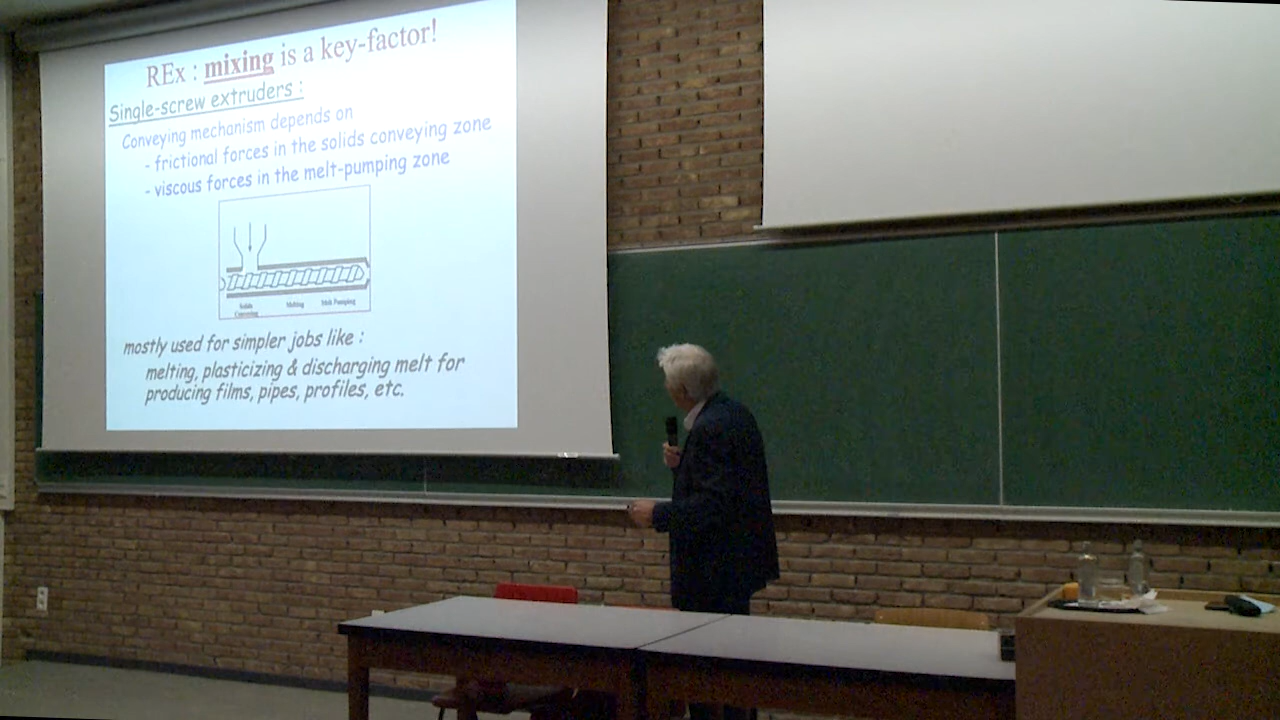 REx : mixing is a key-factor!
Single-screw extruders :
Conveying mechanism depends on
- frictional forces in the solids conveying zone
- viscous forces in the melt-pumping zone
Solids Melting Melt Pumping
Conveying
mostly used for simpler jobs like :
melting, plasticizing & discharging melt for
producing films, pipes, profiles, etc.